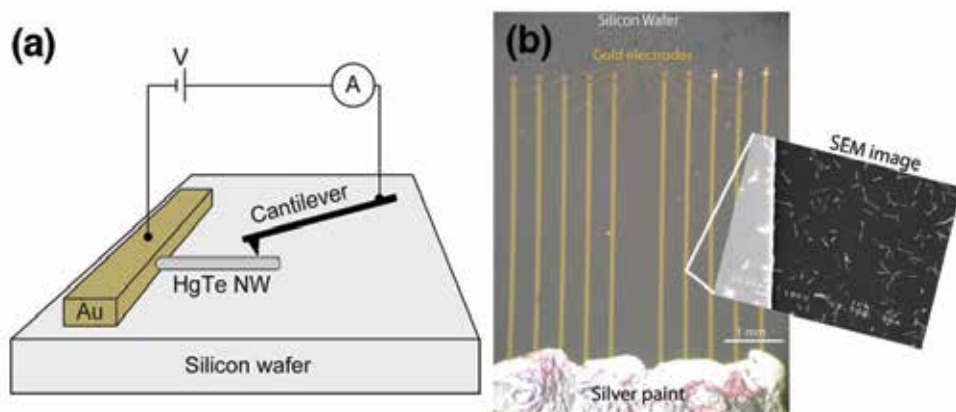 (a)
V
A
Cantilever
HgTe NW
Au
Silicon wafer
(b)
Silicon Wafer
Gold electrodes
SEM image
1 mm
Silver paint